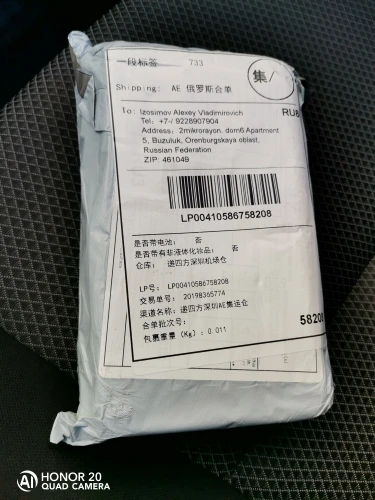 一段标签 733
集/
Shipping: AE 俄罗斯合单
RU8
To: Izosimov Alexey Vladimirovich
Tel: +7-/ 9228907904
Address: 2mikrorayon. dom6 Apartment
5, Buzuluk, Orenburgskaya oblast,
Russian Federation
ZIP 461049
LP00410586758208
是否带电池: 否
是否带有非液体化妆品: 否
仓库: 递四方深圳机场仓
LP号: LP00410586758208
交易单号: 20198365774
渠道名称: 递四方深圳AE集运仓
合单批次号:
包裹重量 (Kg): 0.011
58208
AI HONOR 20
QUAD CAMERA